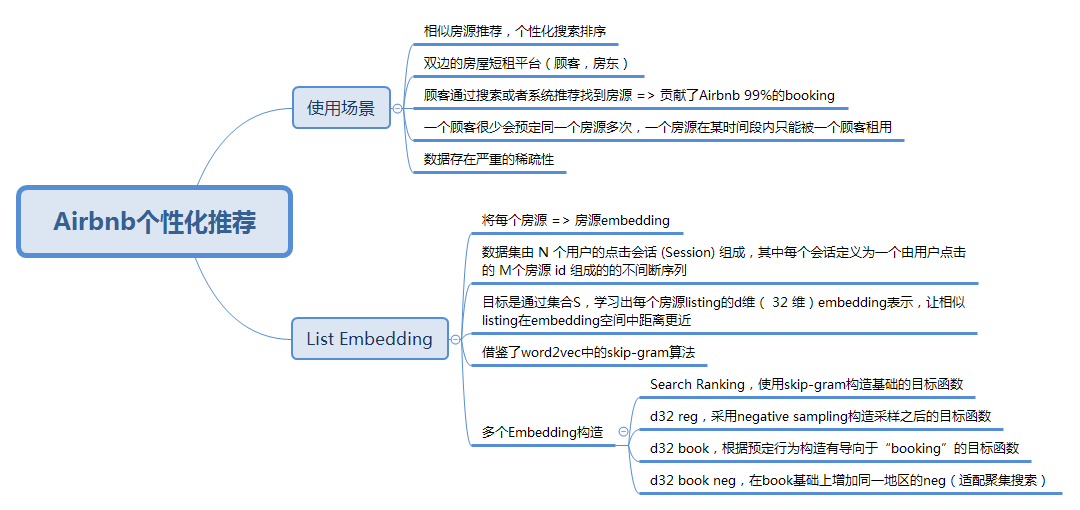 Airbnb个性化推荐
使用场景
相似房源推荐，个性化搜索排序
双边的房屋短租平台（顾客，房东）
顾客通过搜索或者系统推荐找到房源 => 贡献了Airbnb 99%的booking
一个顾客很少会预定同一个房源多次，一个房源在某时间段内只能被一个顾客租用
数据存在严重的稀疏性
List Embedding
将每个房源 => 房源embedding
数据集由 N 个用户的点击会话 (Session) 组成，其中每个会话定义为一个由用户点击
的 M个房源 id 组成的的不间断序列
目标是通过集合S，学习出每个房源listing的d维（ 32 维）embedding表示，让相似
listing在embedding空间中距离更近
借鉴了word2vec中的skip-gram算法
多个Embedding构造
Search Ranking，使用skip-gram构造基础的目标函数
d32 reg，采用negative sampling构造采样之后的目标函数
d32 book，根据预定行为构造有导向于“booking”的目标函数
d32 book neg，在book基础上增加同一地区的neg（适配聚集搜索）